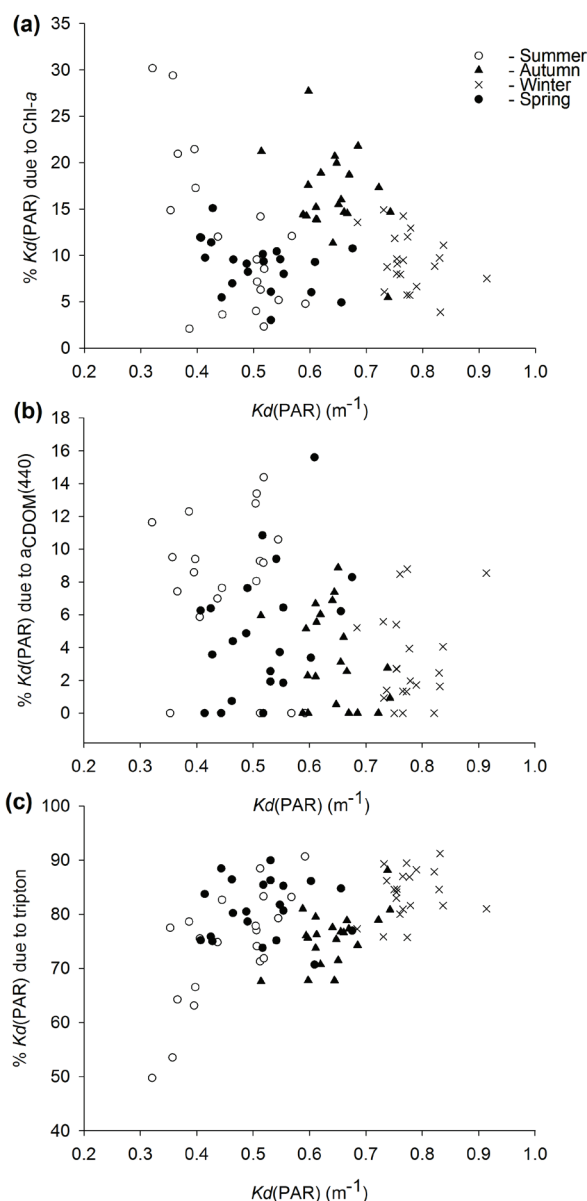 (a)
% Kd(PAR) due to Chl-a
35
30
25
20
15
10
5
0
- Summer
- Autumn
- Winter
- Spring
0.2 0.3 0.4 0.5 0.6 0.7 0.8 0.9 1.0
Kd(PAR) (m-1)
(b)
% Kd(PAR) due to aCDOM(440)
18
16
14
12
10
8
6
4
2
0
0.2 0.3 0.4 0.5 0.6 0.7 0.8 0.9 1.0
Kd(PAR) (m-1)
(c)
% Kd(PAR) due to tripton
100
90
80
70
60
50
40
0.2 0.3 0.4 0.5 0.6 0.7 0.8 0.9 1.0
Kd(PAR) (m-1)